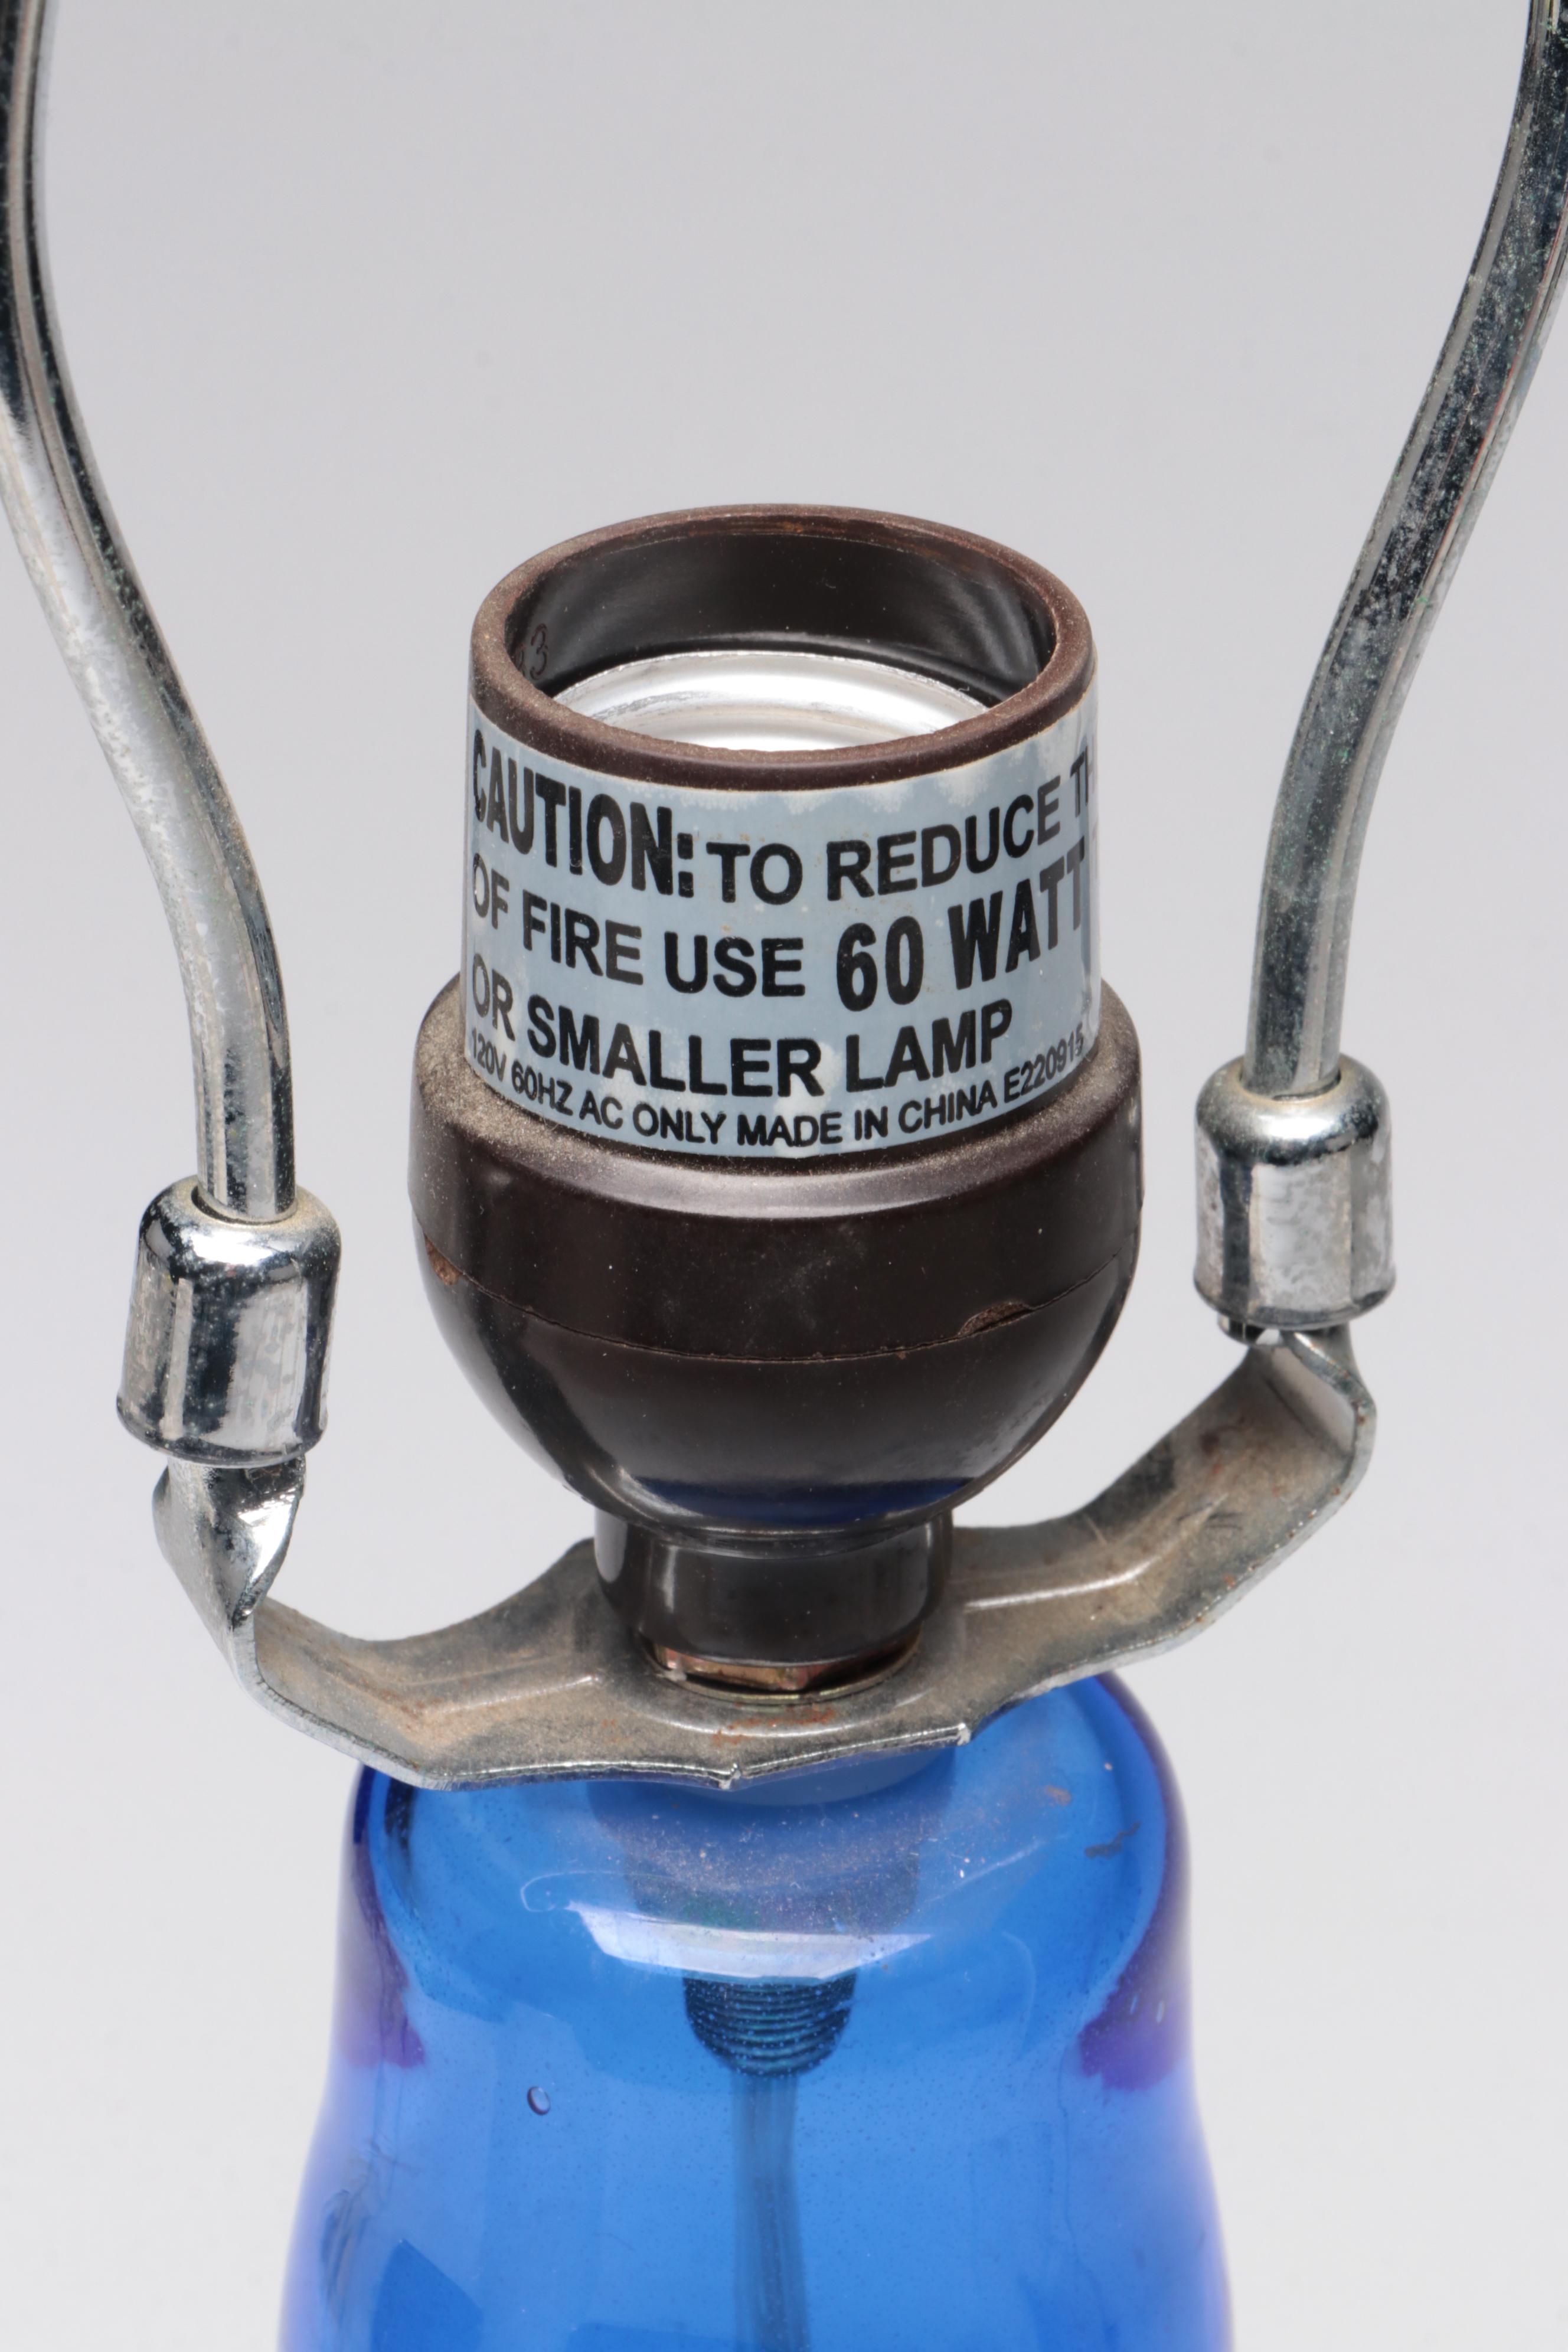 CAUTION: TO REDUCE
OF FIRE USE 60 WATT
OR SMALLER LAMP
120V 60HZ AC ONLY MADE IN CHINA E220915